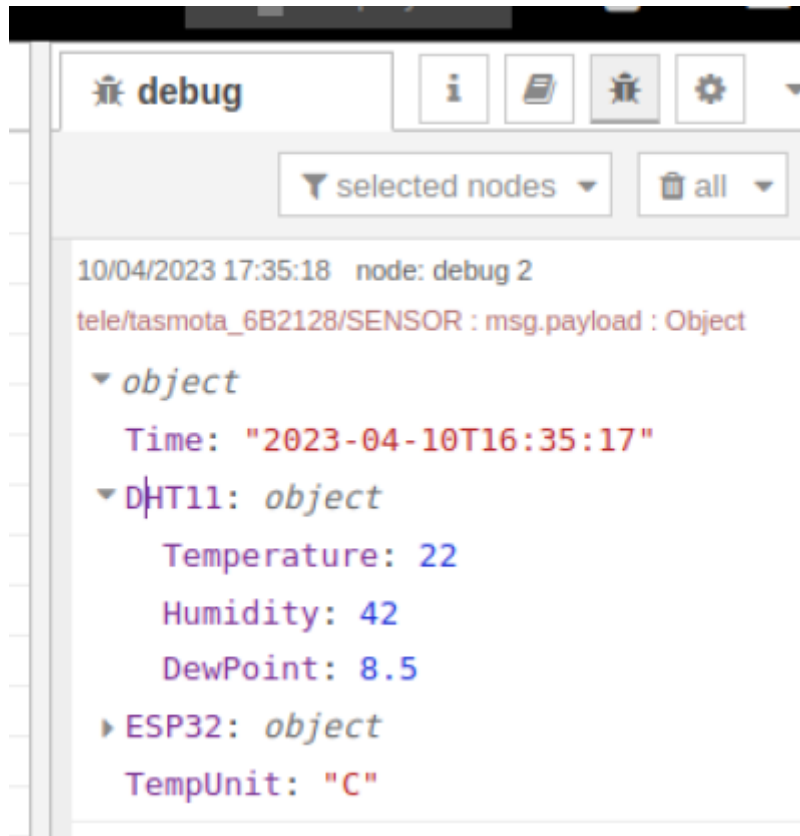 debug
selected nodes all
10/04/2023 17:35:18 node: debug 2
tele/tasmota_6B2128/SENSOR : msg.payload : Object
object
Time: "2023-04-10T16:35:17"
DHT11: object
Temperature: 22
Humidity: 42
DewPoint: 8.5
ESP32: object
TempUnit: "C"